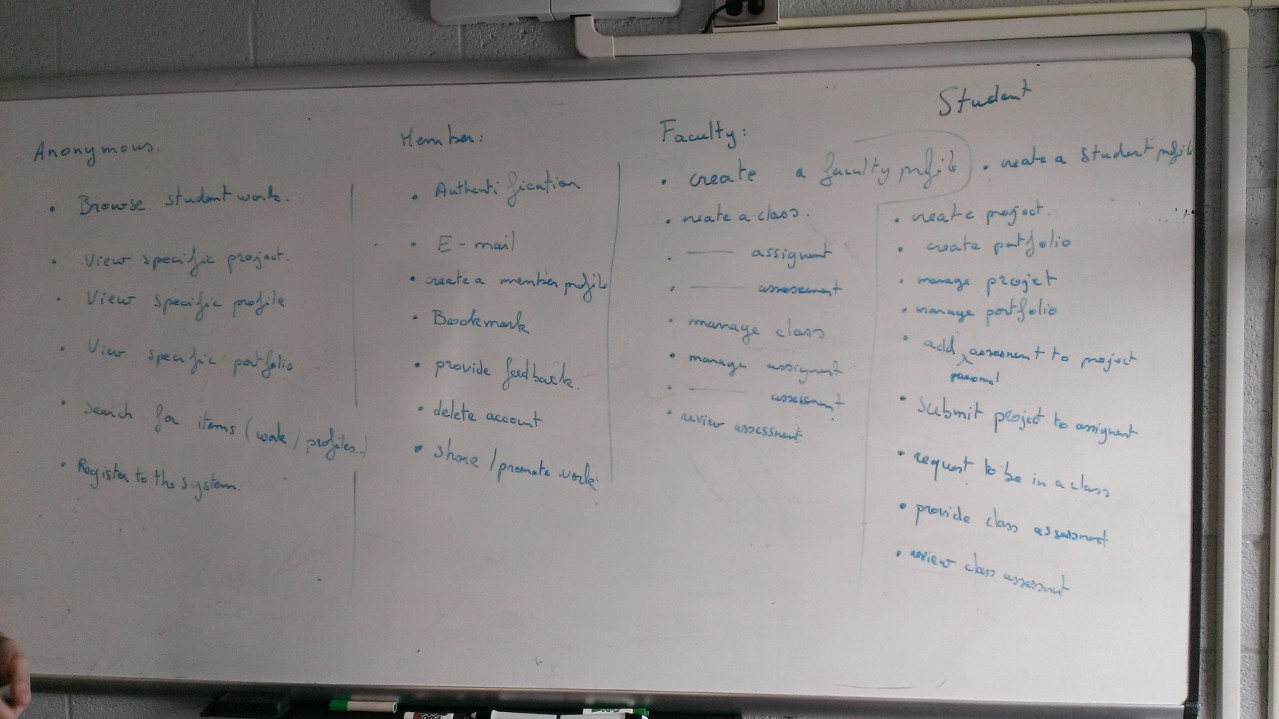 Anonymous.
• Browse student work.
• View specific project.
• View specific profile
• View specific portfolio
• search for items (work / profiles..)
• Register to the system.
Member:
• Authentification
• E-mail
• create a member profile
• Bookmark
• provide feedback.
• delete account
• share / promote work
Faculty:
• create a faculty profile
• create a class.
• —— assignment
• —— assessment
• manage class
• manage assignment
• —— assessment
• review assessment
Student
• create a student profile
• create project.
• create portfolio
• manage project
• manage portfolio
• add personal assessment to project
• Submit project to assignment
• request to be in a class
• provide class assessment
• review class assessment